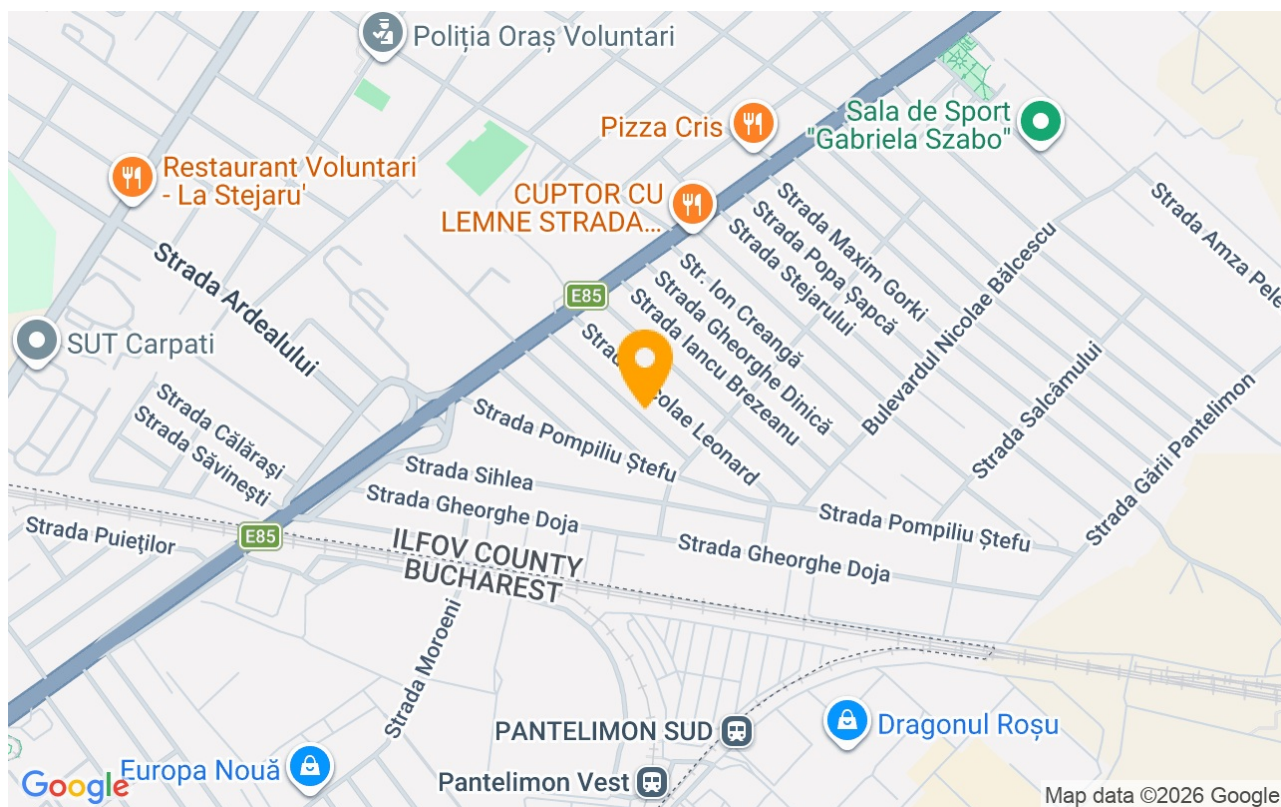 Poliția Oraș Voluntari
Pizza Cris
Sala de Sport
"Gabriela Szabo"
Restaurant Voluntari
- La Stejaru'
CUPTOR CU
LEMNE STRADA...
Strada Maxim Gorki
Strada Popa Șapcă
Strada Stejarului
Strada Amza Pele
Str. Ion Creangă
Strada Gheorghe Dinică
Strada Iancu Brezeanu
Bulevardul Nicolae Bălcescu
Strada Ardealului
E85
SUT Carpati
olae Leonard
Strada Salcâmului
Strada Gării Pantelimon
Strada Călărași
Strada Săvinești
Strada Pompiliu Ștefu
Strada Sihlea
Strada Gheorghe Doja
Strada Pompiliu Ștefu
E85
Strada Puieților
ILFOV COUNTY
BUCHAREST
Strada Gheorghe Doja
Strada Moroeni
PANTELIMON SUD
Dragonul Roșu
Europa Nouă
Pantelimon Vest
Google
Map data ©2026 Google